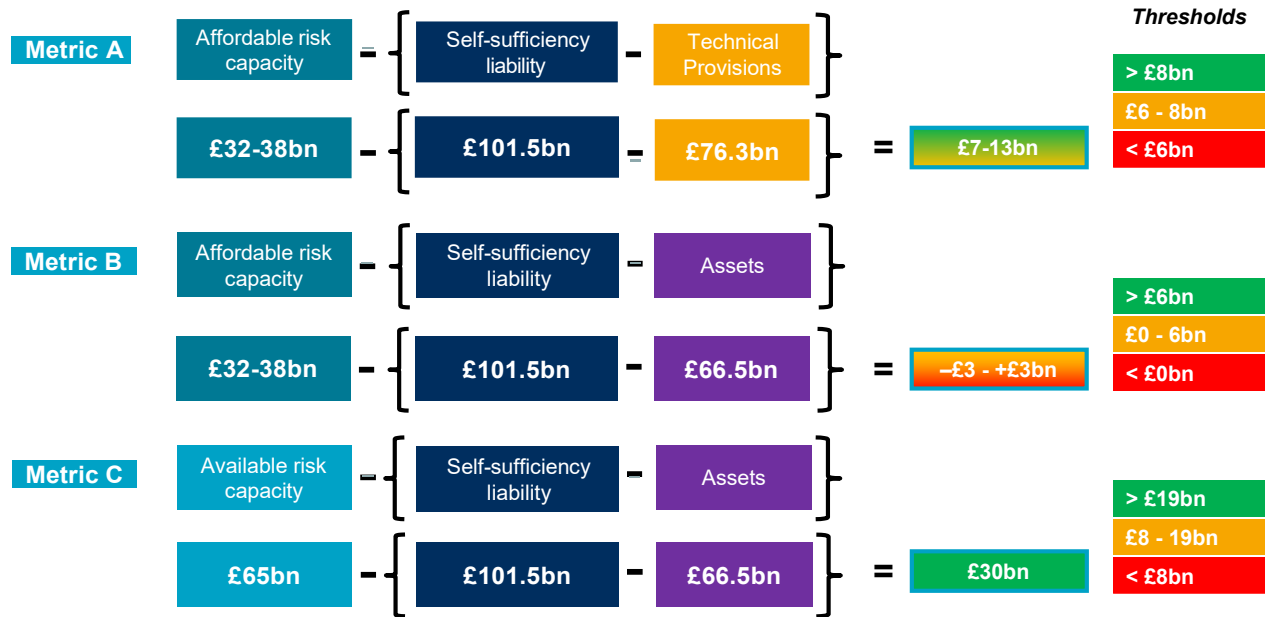 Thresholds
Metric A
Affordable risk
capacity
-
{
Self-sufficiency
liability
-
Technical
Provisions
}
> £8bn
£6 - 8bn
< £6bn
£32-38bn
-
{
£101.5bn
-
£76.3bn
}
=
£7-13bn
Metric B
Affordable risk
capacity
-
{
Self-sufficiency
liability
-
Assets
}
> £6bn
£0 - 6bn
< £0bn
£32-38bn
-
{
£101.5bn
-
£66.5bn
}
=
–£3 - +£3bn
Metric C
Available risk
capacity
-
{
Self-sufficiency
liability
-
Assets
}
> £19bn
£8 - 19bn
< £8bn
£65bn
-
{
£101.5bn
-
£66.5bn
}
=
£30bn